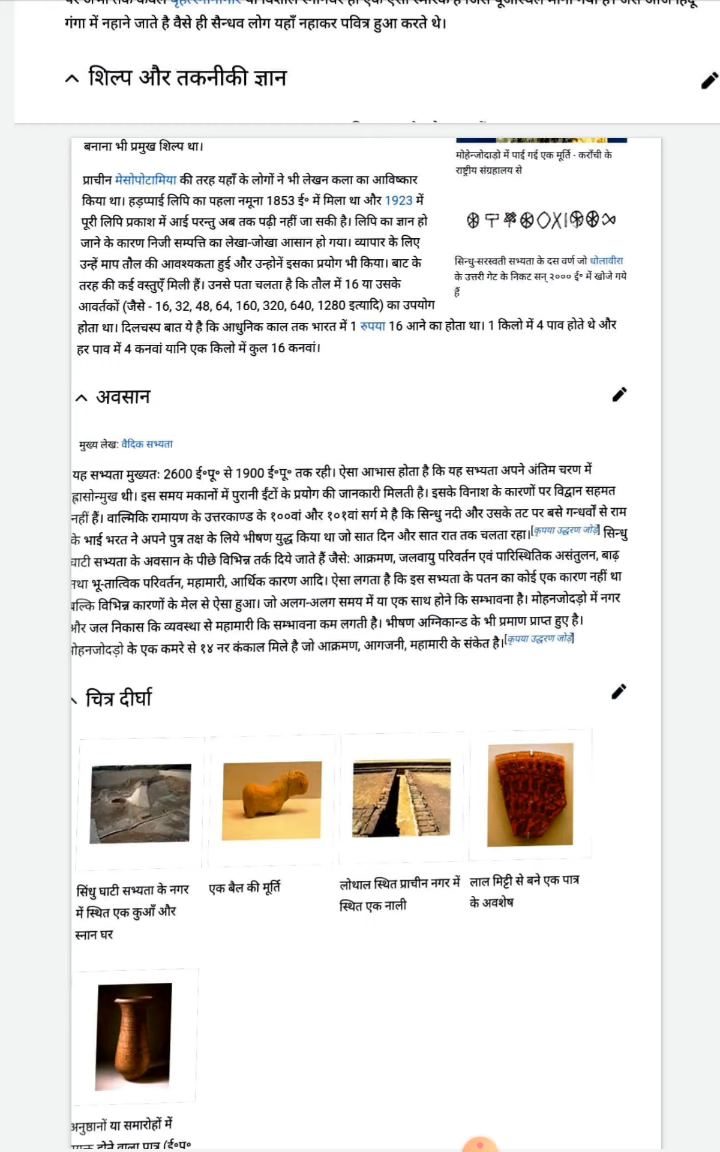 गंगा में नहाने जाते है वैसे ही सैन्धव लोग यहाँ नहाकर पवित्र हुआ करते थे।
शिल्प और तकनीकी ज्ञान
बनाना भी प्रमुख शिल्प था।
मोहेन्जोदाड़ो में पाई गई एक मूर्ति - कराँची के
राष्ट्रीय संग्रहालय से
प्राचीन मेसोपोटामिया की तरह यहाँ के लोगों ने भी लेखन कला का आविष्कार
किया था। हड़प्पाई लिपि का पहला नमूना 1853 ई॰ में मिला था और 1923 में
पूरी लिपि प्रकाश में आई परन्तु अब तक पढ़ी नहीं जा सकी है। लिपि का ज्ञान हो
जाने के कारण निजी सम्पत्ति का लेखा-जोखा आसान हो गया। व्यापार के लिए
उन्हें माप तौल की आवश्यकता हुई और उन्होनें इसका प्रयोग भी किया। बाट के
तरह की कई वस्तुएँ मिली हैं। उनसे पता चलता है कि तौल में 16 या उसके
आवर्तकों (जैसे - 16, 32, 48, 64, 160, 320, 640, 1280 इत्यादि) का उपयोग
होता था। दिलचस्प बात ये है कि आधुनिक काल तक भारत में 1 रुपया 16 आने का होता था। 1 किलो में 4 पाव होते थे और
हर पाव में 4 कनवां यानि एक किलो में कुल 16 कनवां।
सिन्धु-सरस्वती सभ्यता के दस वर्ण जो धोलावीरा
के उत्तरी गेट के निकट सन् २००० ई॰ में खोजे गये
हैं
अवसान
मुख्य लेख: वैदिक सभ्यता
यह सभ्यता मुख्यतः 2600 ई॰पू॰ से 1900 ई॰पू॰ तक रही। ऐसा आभास होता है कि यह सभ्यता अपने अंतिम चरण में
ह्रासोन्मुख थी। इस समय मकानों में पुरानी ईंटों के प्रयोग की जानकारी मिलती है। इसके विनाश के कारणों पर विद्वान सहमत
नहीं हैं। वाल्मिकि रामायण के उत्तरकाण्ड के १००वां और १०१वां सर्ग मे है कि सिन्धु नदी और उसके तट पर बसे गन्धर्वों से राम
के भाई भरत ने अपने पुत्र तक्ष के लिये भीषण युद्ध किया था जो सात दिन और सात रात तक चलता रहा।[कृपया उद्धरण जोड़ें] सिन्धु
घाटी सभ्यता के अवसान के पीछे विभिन्न तर्क दिये जाते हैं जैसे: आक्रमण, जलवायु परिवर्तन एवं पारिस्थितिक असंतुलन, बाढ़
तथा भू-तात्विक परिवर्तन, महामारी, आर्थिक कारण आदि। ऐसा लगता है कि इस सभ्यता के पतन का कोई एक कारण नहीं था
बल्कि विभिन्न कारणों के मेल से ऐसा हुआ। जो अलग-अलग समय में या एक साथ होने कि सम्भावना है। मोहनजोदड़ो में नगर
और जल निकास कि व्यवस्था से महामारी कि सम्भावना कम लगती है। भीषण अग्निकान्ड के भी प्रमाण प्राप्त हुए है।
मोहनजोदड़ो के एक कमरे से १४ नर कंकाल मिले है जो आक्रमण, आगजनी, महामारी के संकेत है।[कृपया उद्धरण जोड़ें]
चित्र दीर्घा
सिंधु घाटी सभ्यता के नगर
में स्थित एक कुआँ और
स्नान घर
एक बैल की मूर्ति
लोथाल स्थित प्राचीन नगर में
स्थित एक नाली
लाल मिट्टी से बने एक पात्र
के अवशेष
अनुष्ठानों या समारोहों में